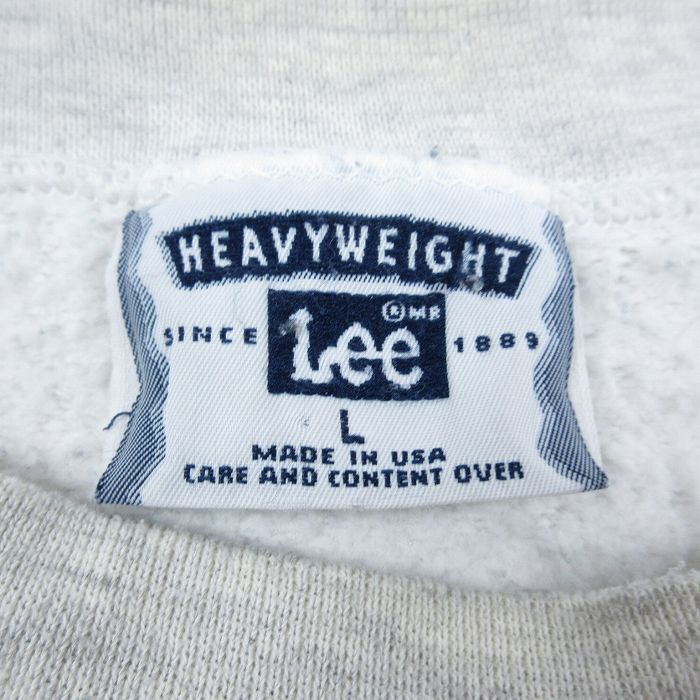 HEAVYWEIGHT
SINCE Lee ®MR 1889
L
MADE IN USA
CARE AND CONTENT OVER